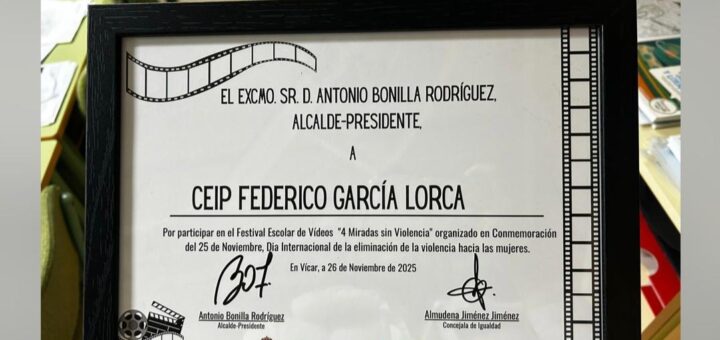 EL EXCMO. SR. D. ANTONIO BONILLA RODRÍGUEZ,
ALCALDE-PRESIDENTE,
A
CEIP FEDERICO GARCÍA LORCA
Por participar en el Festival Escolar de Vídeos "4 Miradas sin Violencia" organizado en Conmemoración
del 25 de Noviembre, Dia Internacional de la eliminación de la violencia hacia las mujeres.
En Vícar, a 26 de Noviembre de 2025
Antonio Bonilla Rodríguez
Alcalde-Presidente
Almudena Jiménez Jiménez
Concejala de Igualdad